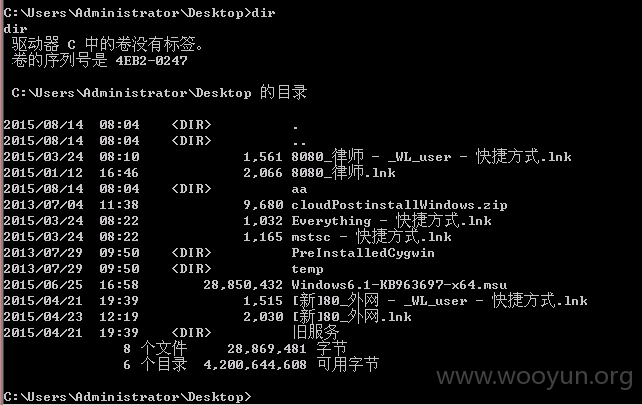 C:\Users\Administrator\Desktop>dir
dir
 驱动器 C 中的卷没有标签。
 卷的序列号是 4EB2-0247

 C:\Users\Administrator\Desktop 的目录

2015/08/14  08:04    <DIR>          .
2015/08/14  08:04    <DIR>          ..
2015/03/24  08:10             1,561 8080_律师 - _WL_user - 快捷方式.lnk
2015/01/12  16:46             2,066 8080_律师.lnk
2015/08/14  08:04    <DIR>          aa
2013/07/04  11:38             9,680 cloudPostinstallWindows.zip
2015/03/24  08:22             1,032 Everything - 快捷方式.lnk
2015/03/24  08:22             1,165 mstsc - 快捷方式.lnk
2013/07/29  09:50    <DIR>          PreInstalledCygwin
2013/07/29  09:50    <DIR>          temp
2015/06/25  16:58        28,850,432 Windows6.1-KB963697-x64.msu
2015/04/21  19:39             1,515 [新]80_外网 - _WL_user - 快捷方式.lnk
2015/04/23  12:19             2,030 [新]80_外网.lnk
2015/04/21  19:39    <DIR>          旧服务
               8 个文件     28,869,481 字节
               6 个目录  4,200,644,608 可用字节

C:\Users\Administrator\Desktop>
www.wooyun.org